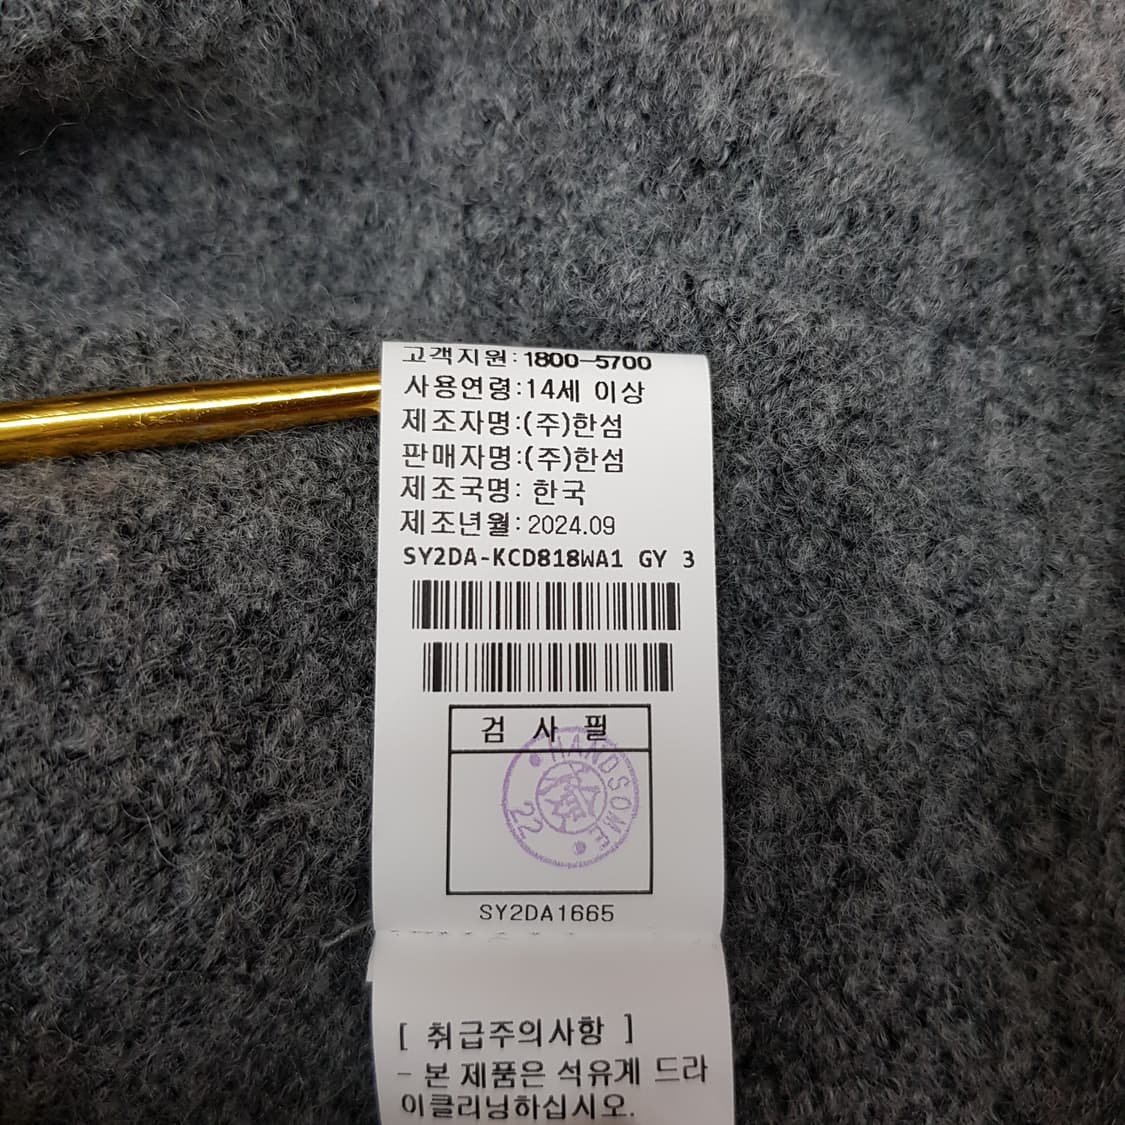 고객지원:1800-5700
사용연령:14세 이상
제조자명:(주)한섬
판매자명:(주)한섬
제조국명: 한국
제조년월:2024.09
SY2DA-KCD818WA1 GY 3
검 사 필
HANDSOME
22
SY2DA1665
[ 취급주의사항 ]
- 본 제품은 석유계 드라
이클리닝하십시오.